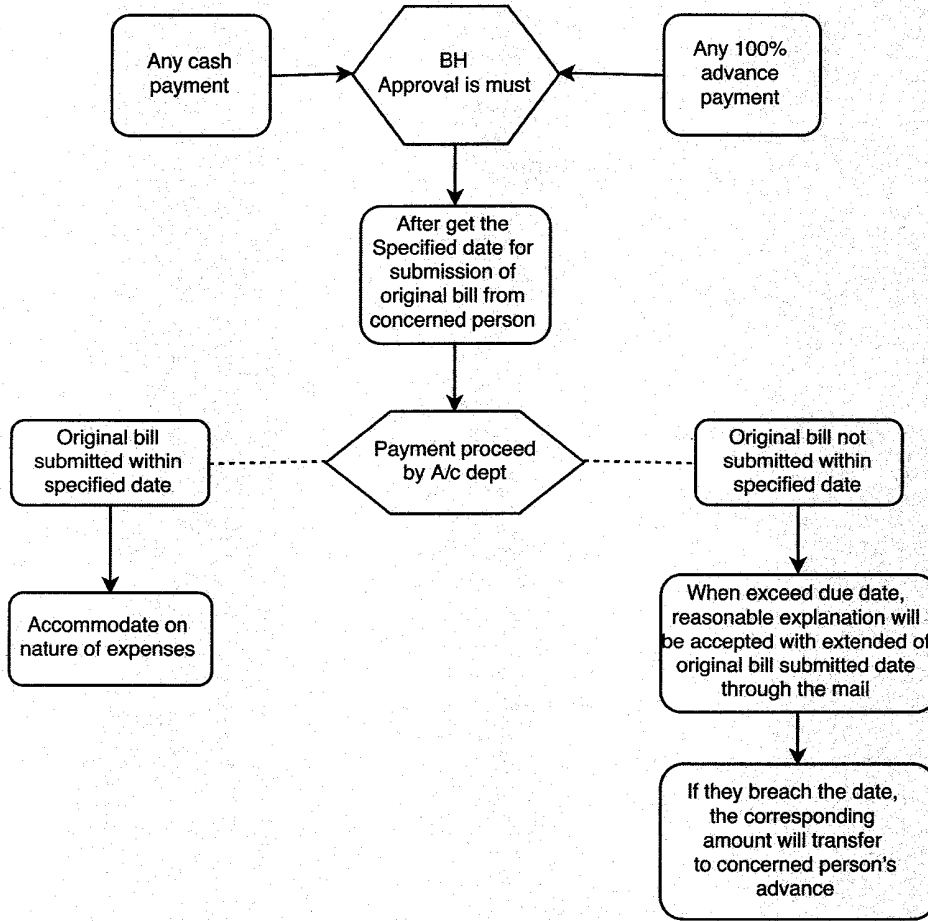 Any cash
payment
BH
Approval is must
Any 100%
advance
payment
After get the
Specified date for
submission of
original bill from
concerned person
Original bill
submitted within
specified date
Payment proceed
by A/c dept
Original bill not
submitted within
specified date
Accommodate on
nature of expenses
When exceed due date,
reasonable explanation will
be accepted with extended of
original bill submitted date
through the mail
If they breach the date,
the corresponding
amount will transfer
to concerned person's
advance